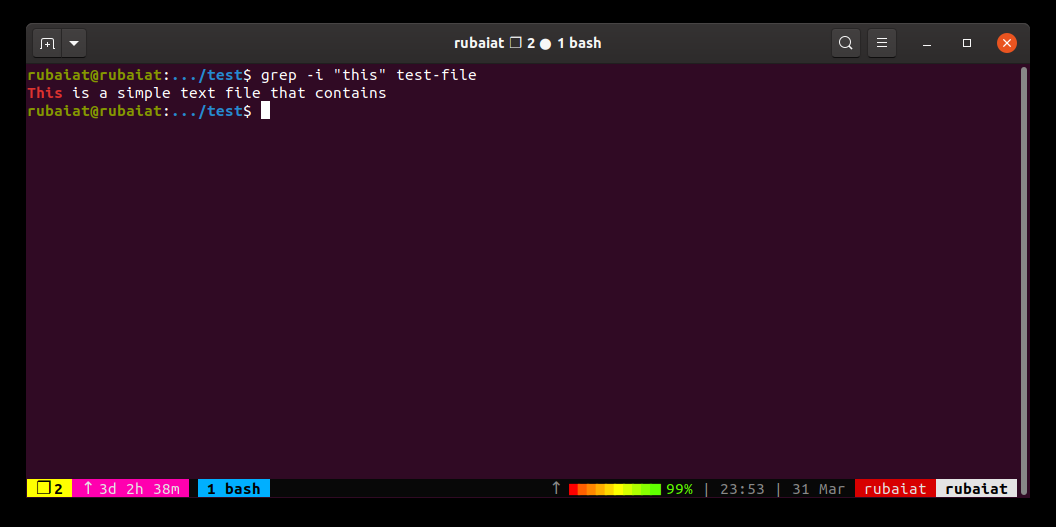 rubaiat ❐ 2 ● 1 bash
rubaiat@rubaiat:.../test$ grep -i "this" test-file
This is a simple text file that contains
rubaiat@rubaiat:.../test$
❐ 2 ↑ 3d 2h 38m 1 bash ↑ 99% | 23:53 | 31 Mar rubaiat rubaiat